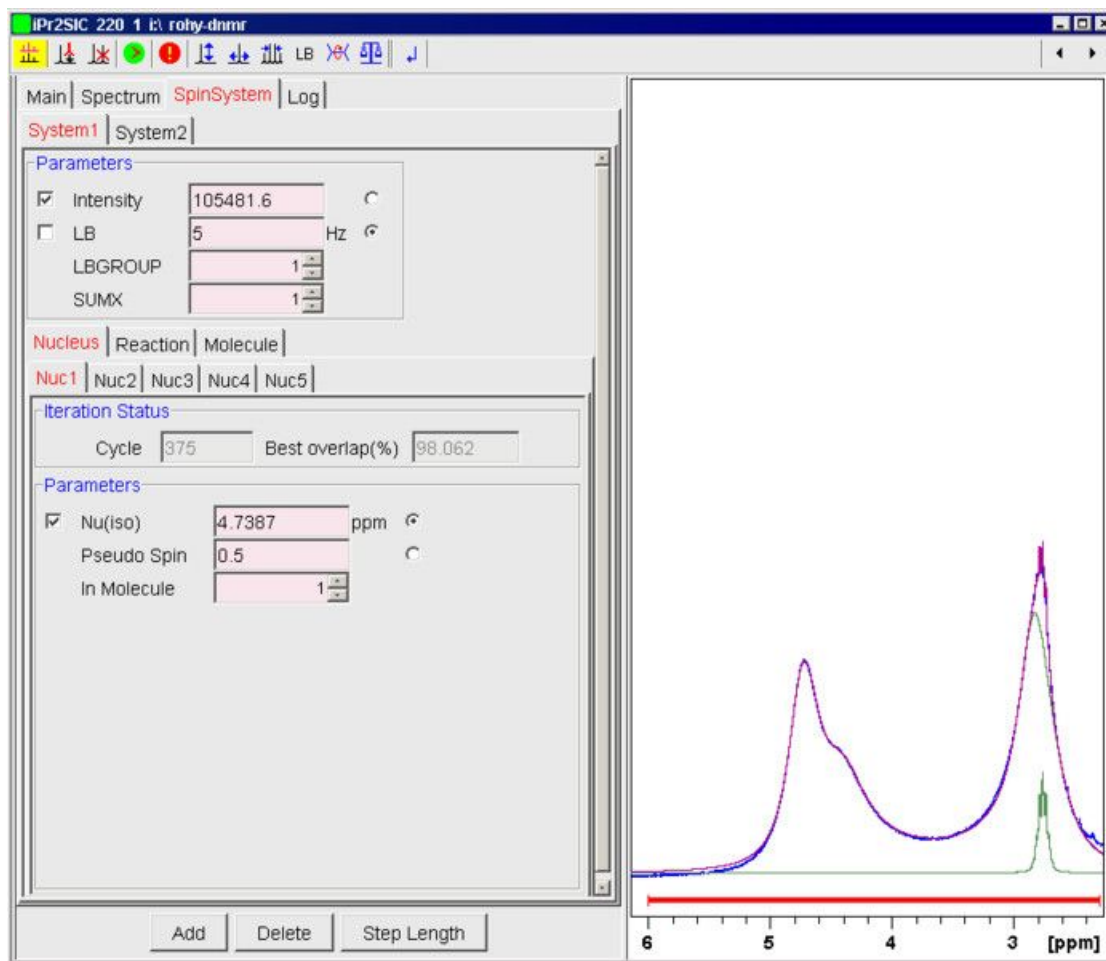 iPr2SIC 220 1 i:\ rohy-dnmr
LB
Main Spectrum SpinSystem Log
System1 System2
Parameters
Intensity 105481.6
LB 5 Hz
LBGROUP 1
SUMX 1
Nucleus Reaction Molecule
Nuc1 Nuc2 Nuc3 Nuc4 Nuc5
Iteration Status
Cycle 375 Best overlap(%) 98.062
Parameters
Nu(iso) 4.7387 ppm
Pseudo Spin 0.5
In Molecule 1
Add Delete Step Length
6 5 4 3 [ppm]